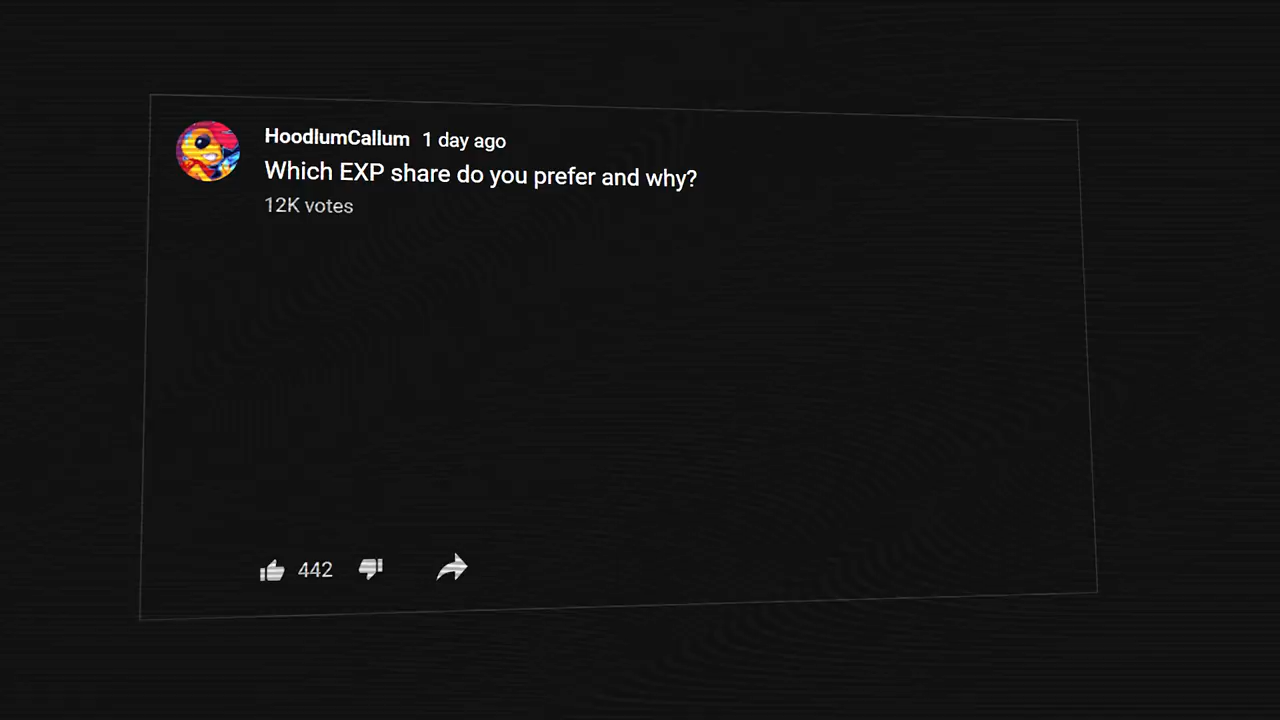 HoodlumCallum 1 day ago
Which EXP share do you prefer and why?
12K votes
442